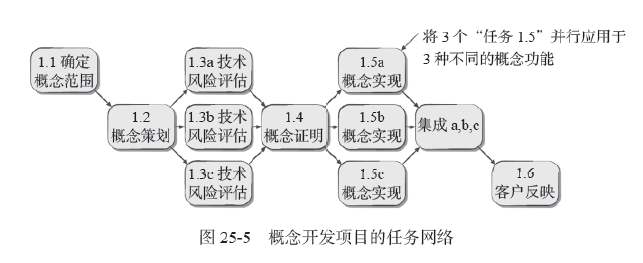 将 3 个“任务 1.5”并行应用于
3 种不同的概念功能
1.1 确定
概念范围
1.2
概念策划
1.3a 技术
风险评估
1.3b 技术
风险评估
1.3c 技术
风险评估
1.4
概念证明
1.5a
概念实现
1.5b
概念实现
1.5c
概念实现
集成 a,b,c
1.6
客户反映
图 25-5 概念开发项目的任务网络